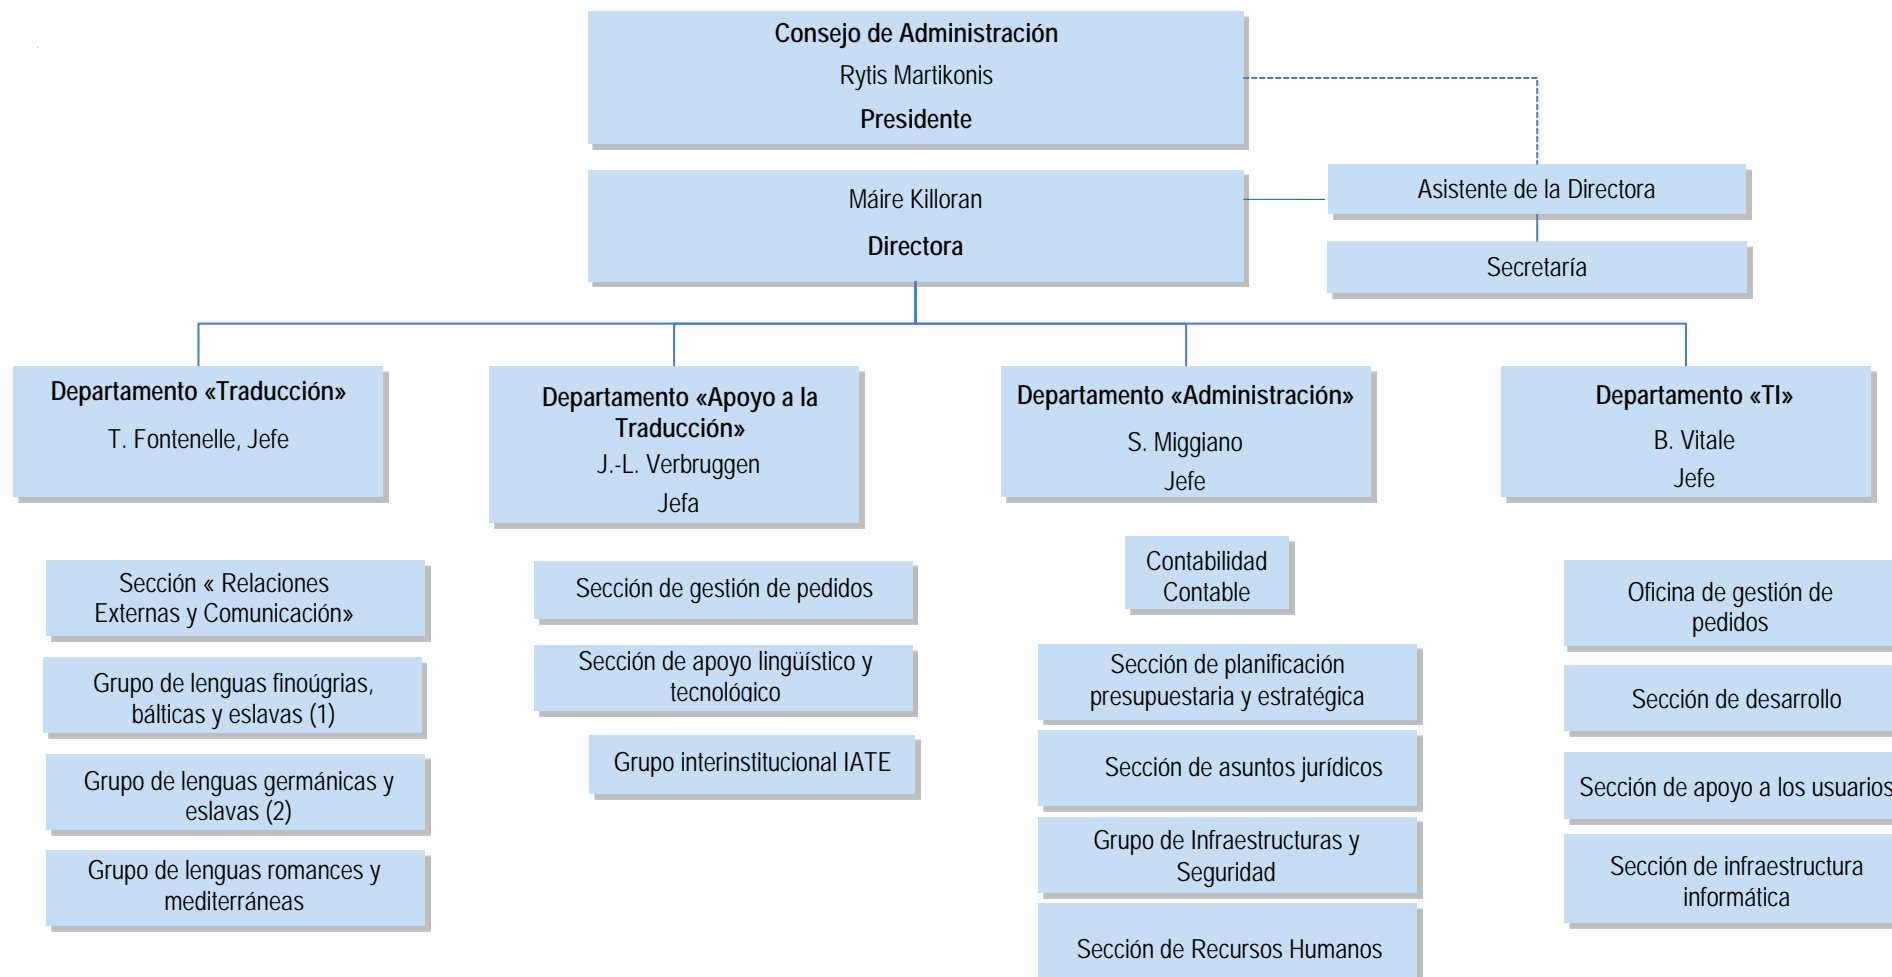 Consejo de Administración
Rytis Martikonis
Presidente
Máire Killoran
Directora
Asistente de la Directora
Secretaría
Departamento «Traducción»
T. Fontenelle, Jefe
Sección « Relaciones
Externas y Comunicación»
Grupo de lenguas finoúgrias,
bálticas y eslavas (1)
Grupo de lenguas germánicas y
eslavas (2)
Grupo de lenguas romances y
mediterráneas
Departamento «Apoyo a la
Traducción»
J.-L. Verbruggen
Jefa
Sección de gestión de pedidos
Sección de apoyo lingüístico y
tecnológico
Grupo interinstitucional IATE
Departamento «Administración»
S. Miggiano
Jefe
Contabilidad
Contable
Sección de planificación
presupuestaria y estratégica
Sección de asuntos jurídicos
Grupo de Infraestructuras y
Seguridad
Sección de Recursos Humanos
Departamento «TI»
B. Vitale
Jefe
Oficina de gestión de
pedidos
Sección de desarrollo
Sección de apoyo a los usuarios
Sección de infraestructura
informática